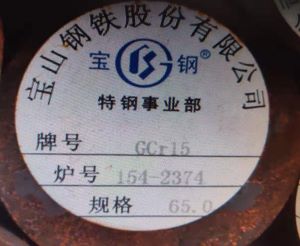 宝山钢铁股份有限公司
宝 钢®
特钢事业部
牌号 GCr15
炉号 154-2374
规格 65.0